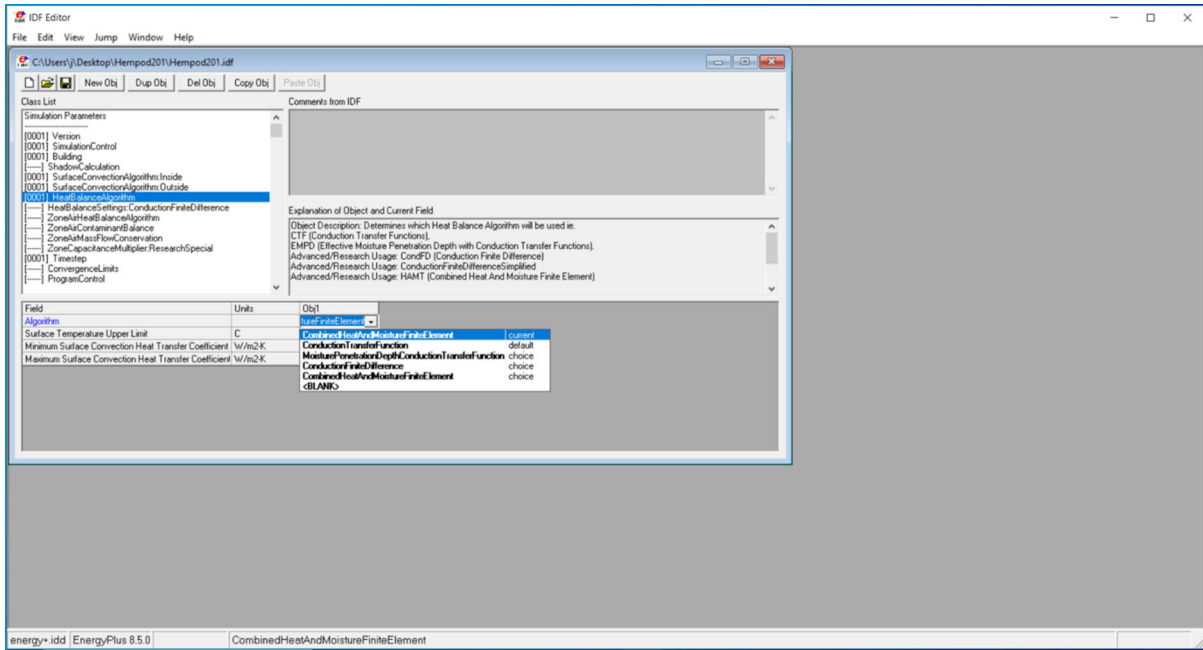 IDF Editor
File Edit View Jump Window Help
C:\Users\j\Desktop\Hempod201\Hempod201.idf
New Obj Dup Obj Del Obj Copy Obj Paste Obj
Class List
Comments from IDF
Simulation Parameters
-------------------------
[0001] Version
[0001] SimulationControl
[0001] Building
[------] ShadowCalculation
[0001] SurfaceConvectionAlgorithm:Inside
[0001] SurfaceConvectionAlgorithm:Outside
[0001] HeatBalanceAlgorithm
[------] HeatBalanceSettings:ConductionFiniteDifference
[------] ZoneAirHeatBalanceAlgorithm
[------] ZoneAirContaminantBalance
[------] ZoneAirMassFlowConservation
[------] ZoneCapacitanceMultiplier:ResearchSpecial
[0001] Timestep
[------] ConvergenceLimits
[------] ProgramControl
Explanation of Object and Current Field
Object Description: Determines which Heat Balance Algorithm will be used ie.
CTF (Conduction Transfer Functions),
EMPD (Effective Moisture Penetration Depth with Conduction Transfer Functions).
Advanced/Research Usage: CondFD (Conduction Finite Difference)
Advanced/Research Usage: ConductionFiniteDifferenceSimplified
Advanced/Research Usage: HAMT (Combined Heat And Moisture Finite Element)
Field Units Obj1
Algorithm tureFiniteElement
Surface Temperature Upper Limit C
Minimum Surface Convection Heat Transfer Coefficient W/m2-K
Maximum Surface Convection Heat Transfer Coefficient W/m2-K
CombinedHeatAndMoistureFiniteElement current
ConductionTransferFunction default
MoisturePenetrationDepthConductionTransferFunction choice
ConductionFiniteDifference choice
CombinedHeatAndMoistureFiniteElement choice
<BLANK>
energy+.idd EnergyPlus 8.5.0 CombinedHeatAndMoistureFiniteElement